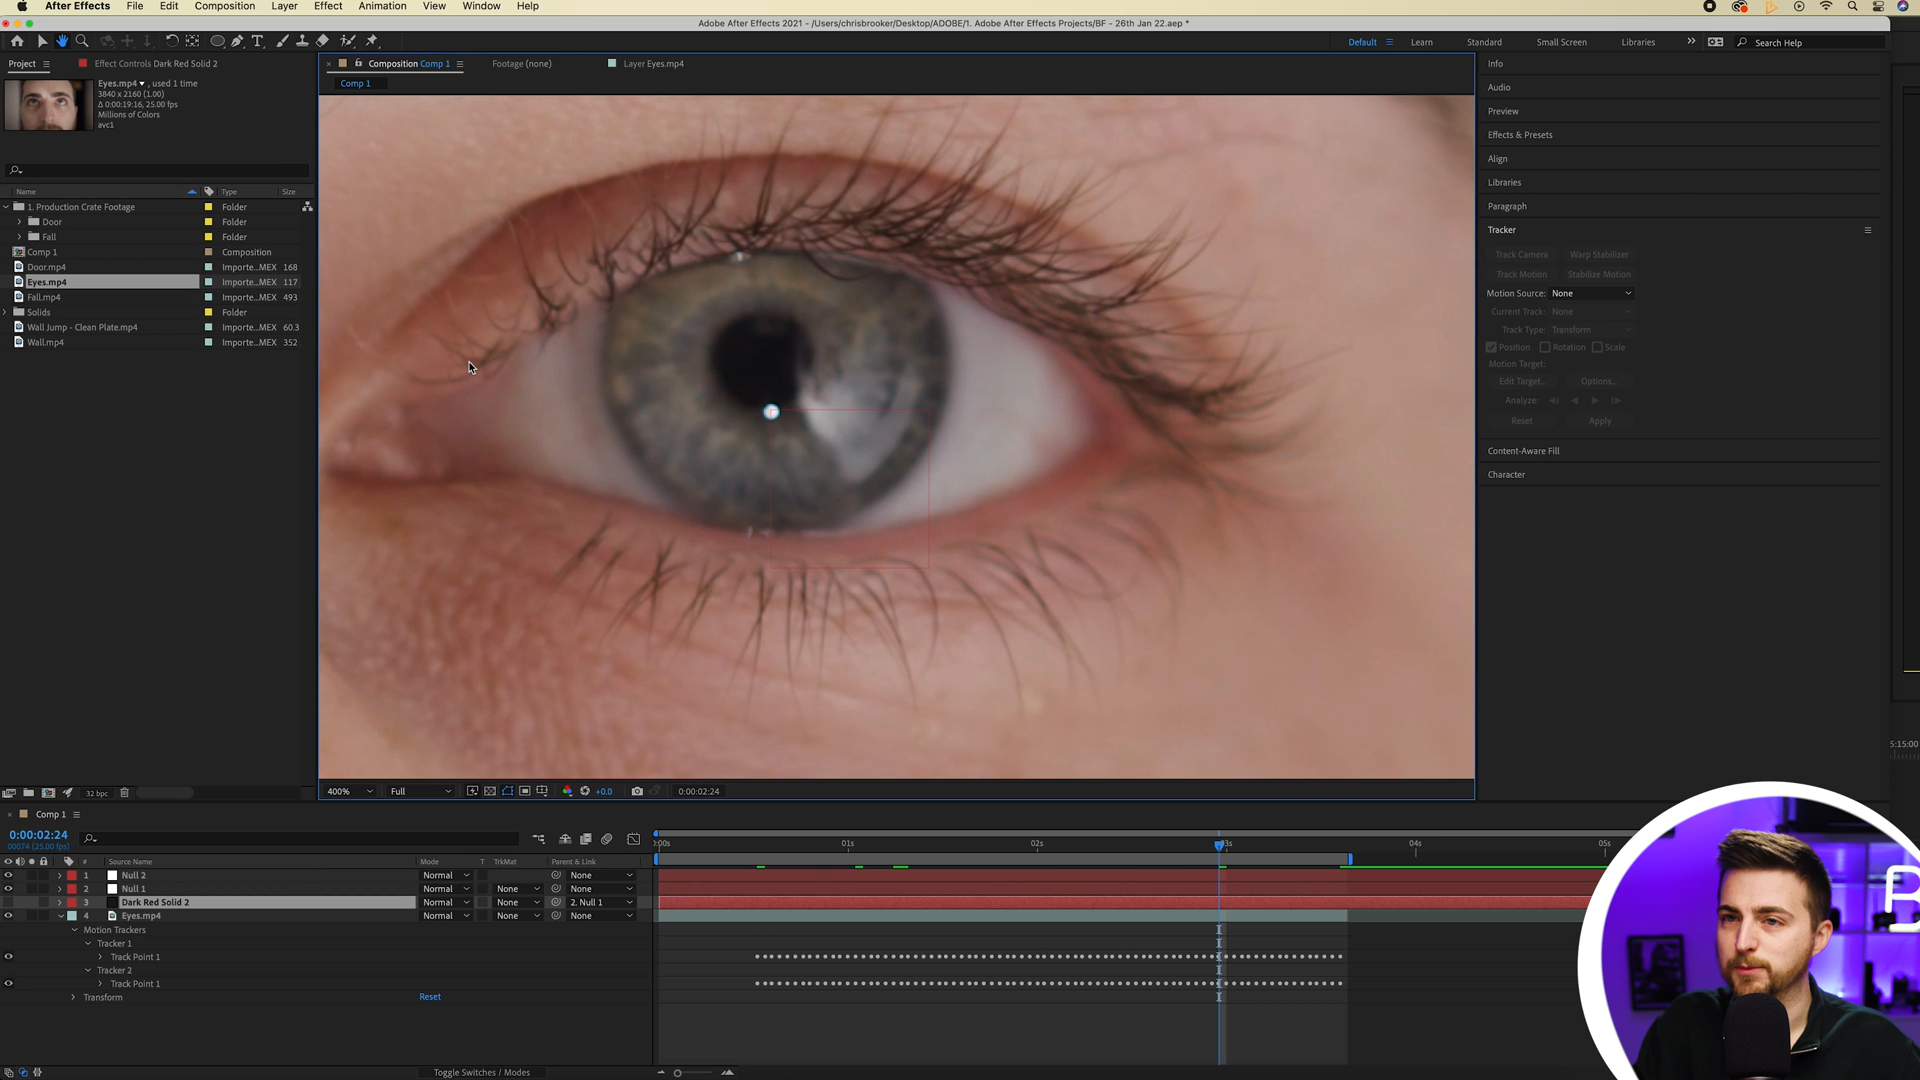 After Effects File Edit Composition Layer Effect Animation View Window Help
Adobe After Effects 2021 - /Users/chrisbrooker/Desktop/ADOBE/1. Adobe After Effects Projects/BF - 26th Jan 22.aep *
Default Learn Standard Small Screen Libraries Search Help
Project Effect Controls Dark Red Solid 2 Composition Comp 1 Footage (none) Layer Eyes.mp4 Info
Eyes.mp4 , used 1 time
3840 x 2160 (1.00)
Δ 0:00:19:16, 25.00 fps
Millions of Colors
avc1
Comp 1
Audio
Preview
Effects & Presets
Align
Libraries
Paragraph
Tracker
Track Camera Warp Stabilizer
Track Motion Stabilize Motion
Motion Source: None
Current Track: None
Track Type: Transform
Position Rotation Scale
Motion Target:
Edit Target... Options...
Analyze:
Reset Apply
Content-Aware Fill
Character
Name Type Size
1. Production Crate Footage Folder
Door Folder
Fall Folder
Comp 1 Composition
Door.mp4 Importe...MEX 168
Eyes.mp4 Importe...MEX 117
Fall.mp4 Importe...MEX 493
Solids Folder
Wall Jump - Clean Plate.mp4 Importe...MEX 60.3
Wall.mp4 Importe...MEX 352
32 bpc 400% Full +0.0 0:00:02:24
5:15:00
Comp 1
0:00:02:24
00074 (25.00 fps)
:00s 01s 02s 03s 04s 05s
# Source Name Mode T TrkMat Parent & Link
1 Null 2 Normal None
2 Null 1 Normal None None
3 Dark Red Solid 2 Normal None 2. Null 1
4 Eyes.mp4 Normal None None
Motion Trackers
Tracker 1
Track Point 1
Tracker 2
Track Point 1
Transform Reset
Toggle Switches / Modes